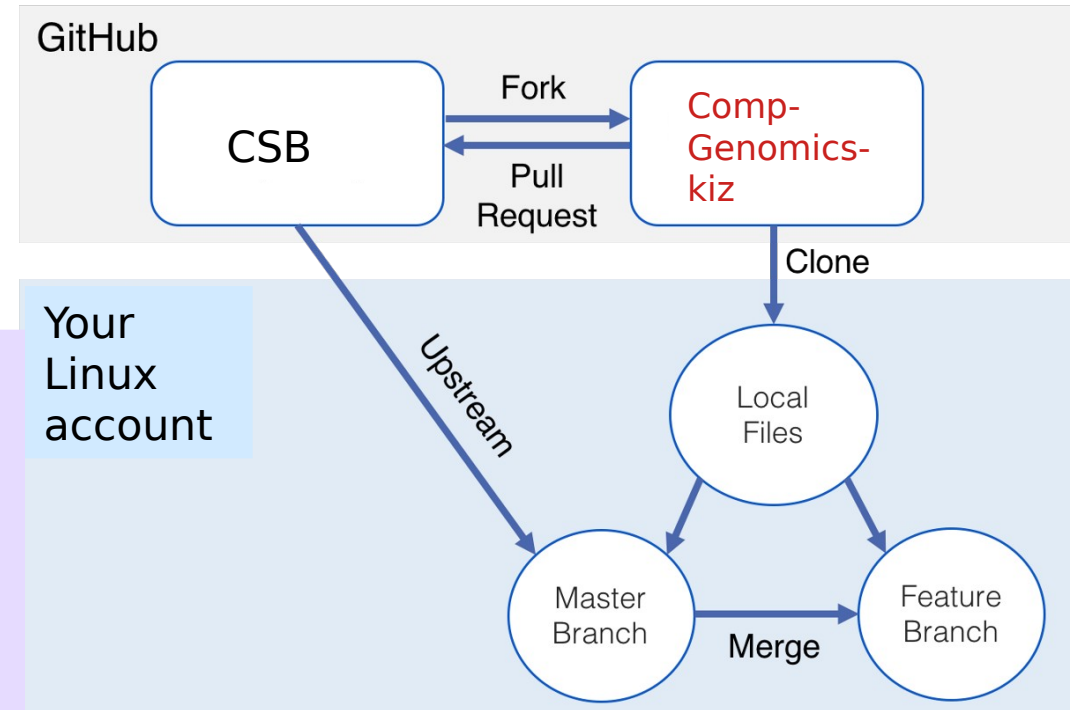 GitHub
CSB
Fork
Pull
Request
Comp-
Genomics-
kiz
Clone
Your
Linux
account
Upstream
Local
Files
Master
Branch
Merge
Feature
Branch